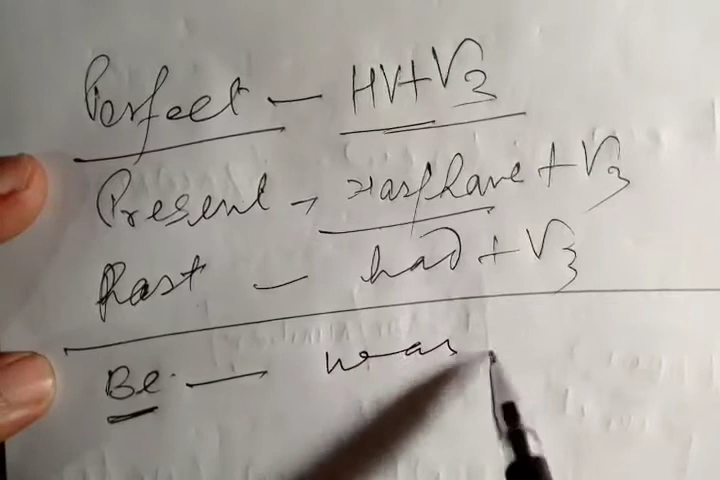 Perfect — HV+V3
Present → Has/have + V3
Past — had + V3
Be — was